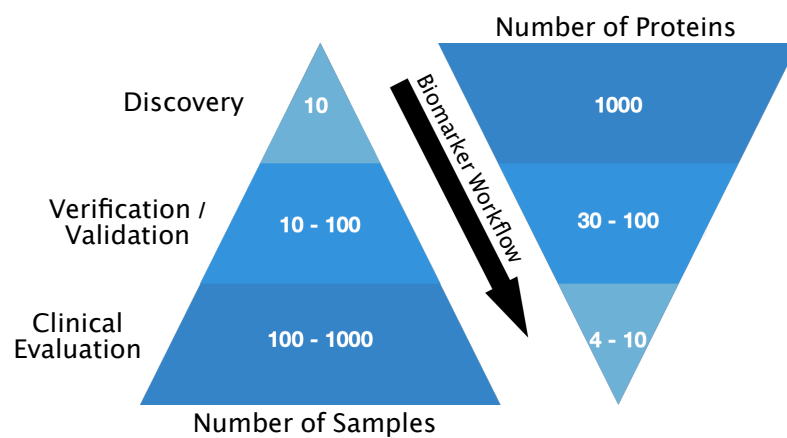 Number of Proteins
Discovery
10
1000
Biomarker Workflow
Verification /
Validation
10 - 100
30 - 100
Clinical
Evaluation
100 - 1000
4 - 10
Number of Samples